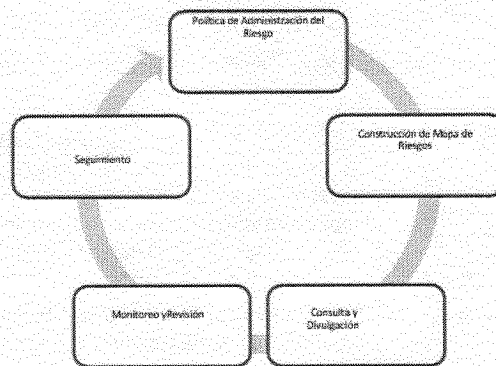 Política de Administración del
Riesgo
Construcción de Mapa de
Riesgos
Consulta y
Divulgación
Monitoreo yRevisión
Seguimiento